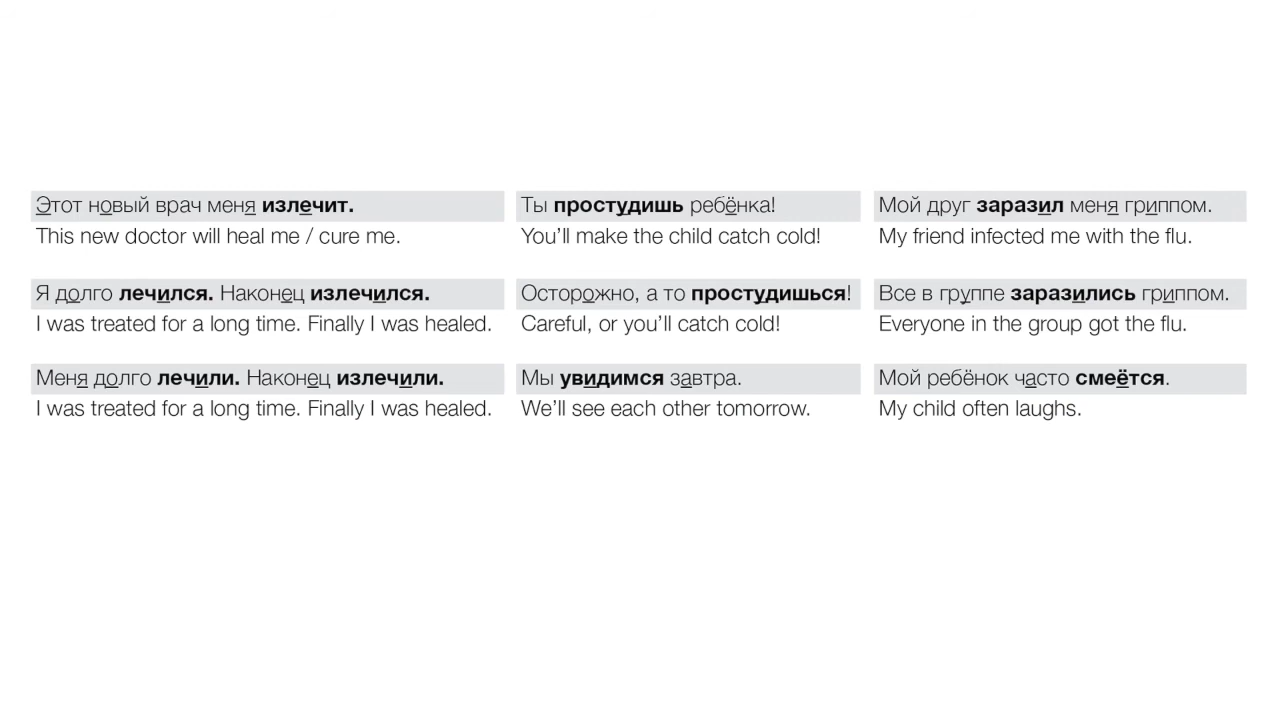 Этот новый врач меня излечит.
This new doctor will heal me / cure me.
Я долго лечился. Наконец излечился.
I was treated for a long time. Finally I was healed.
Меня долго лечили. Наконец излечили.
I was treated for a long time. Finally I was healed.
Ты простудишь ребёнка!
You’ll make the child catch cold!
Осторожно, а то простудишься!
Careful, or you’ll catch cold!
Мы увидимся завтра.
We’ll see each other tomorrow.
Мой друг заразил меня гриппом.
My friend infected me with the flu.
Все в группе заразились гриппом.
Everyone in the group got the flu.
Мой ребёнок часто смеётся.
My child often laughs.